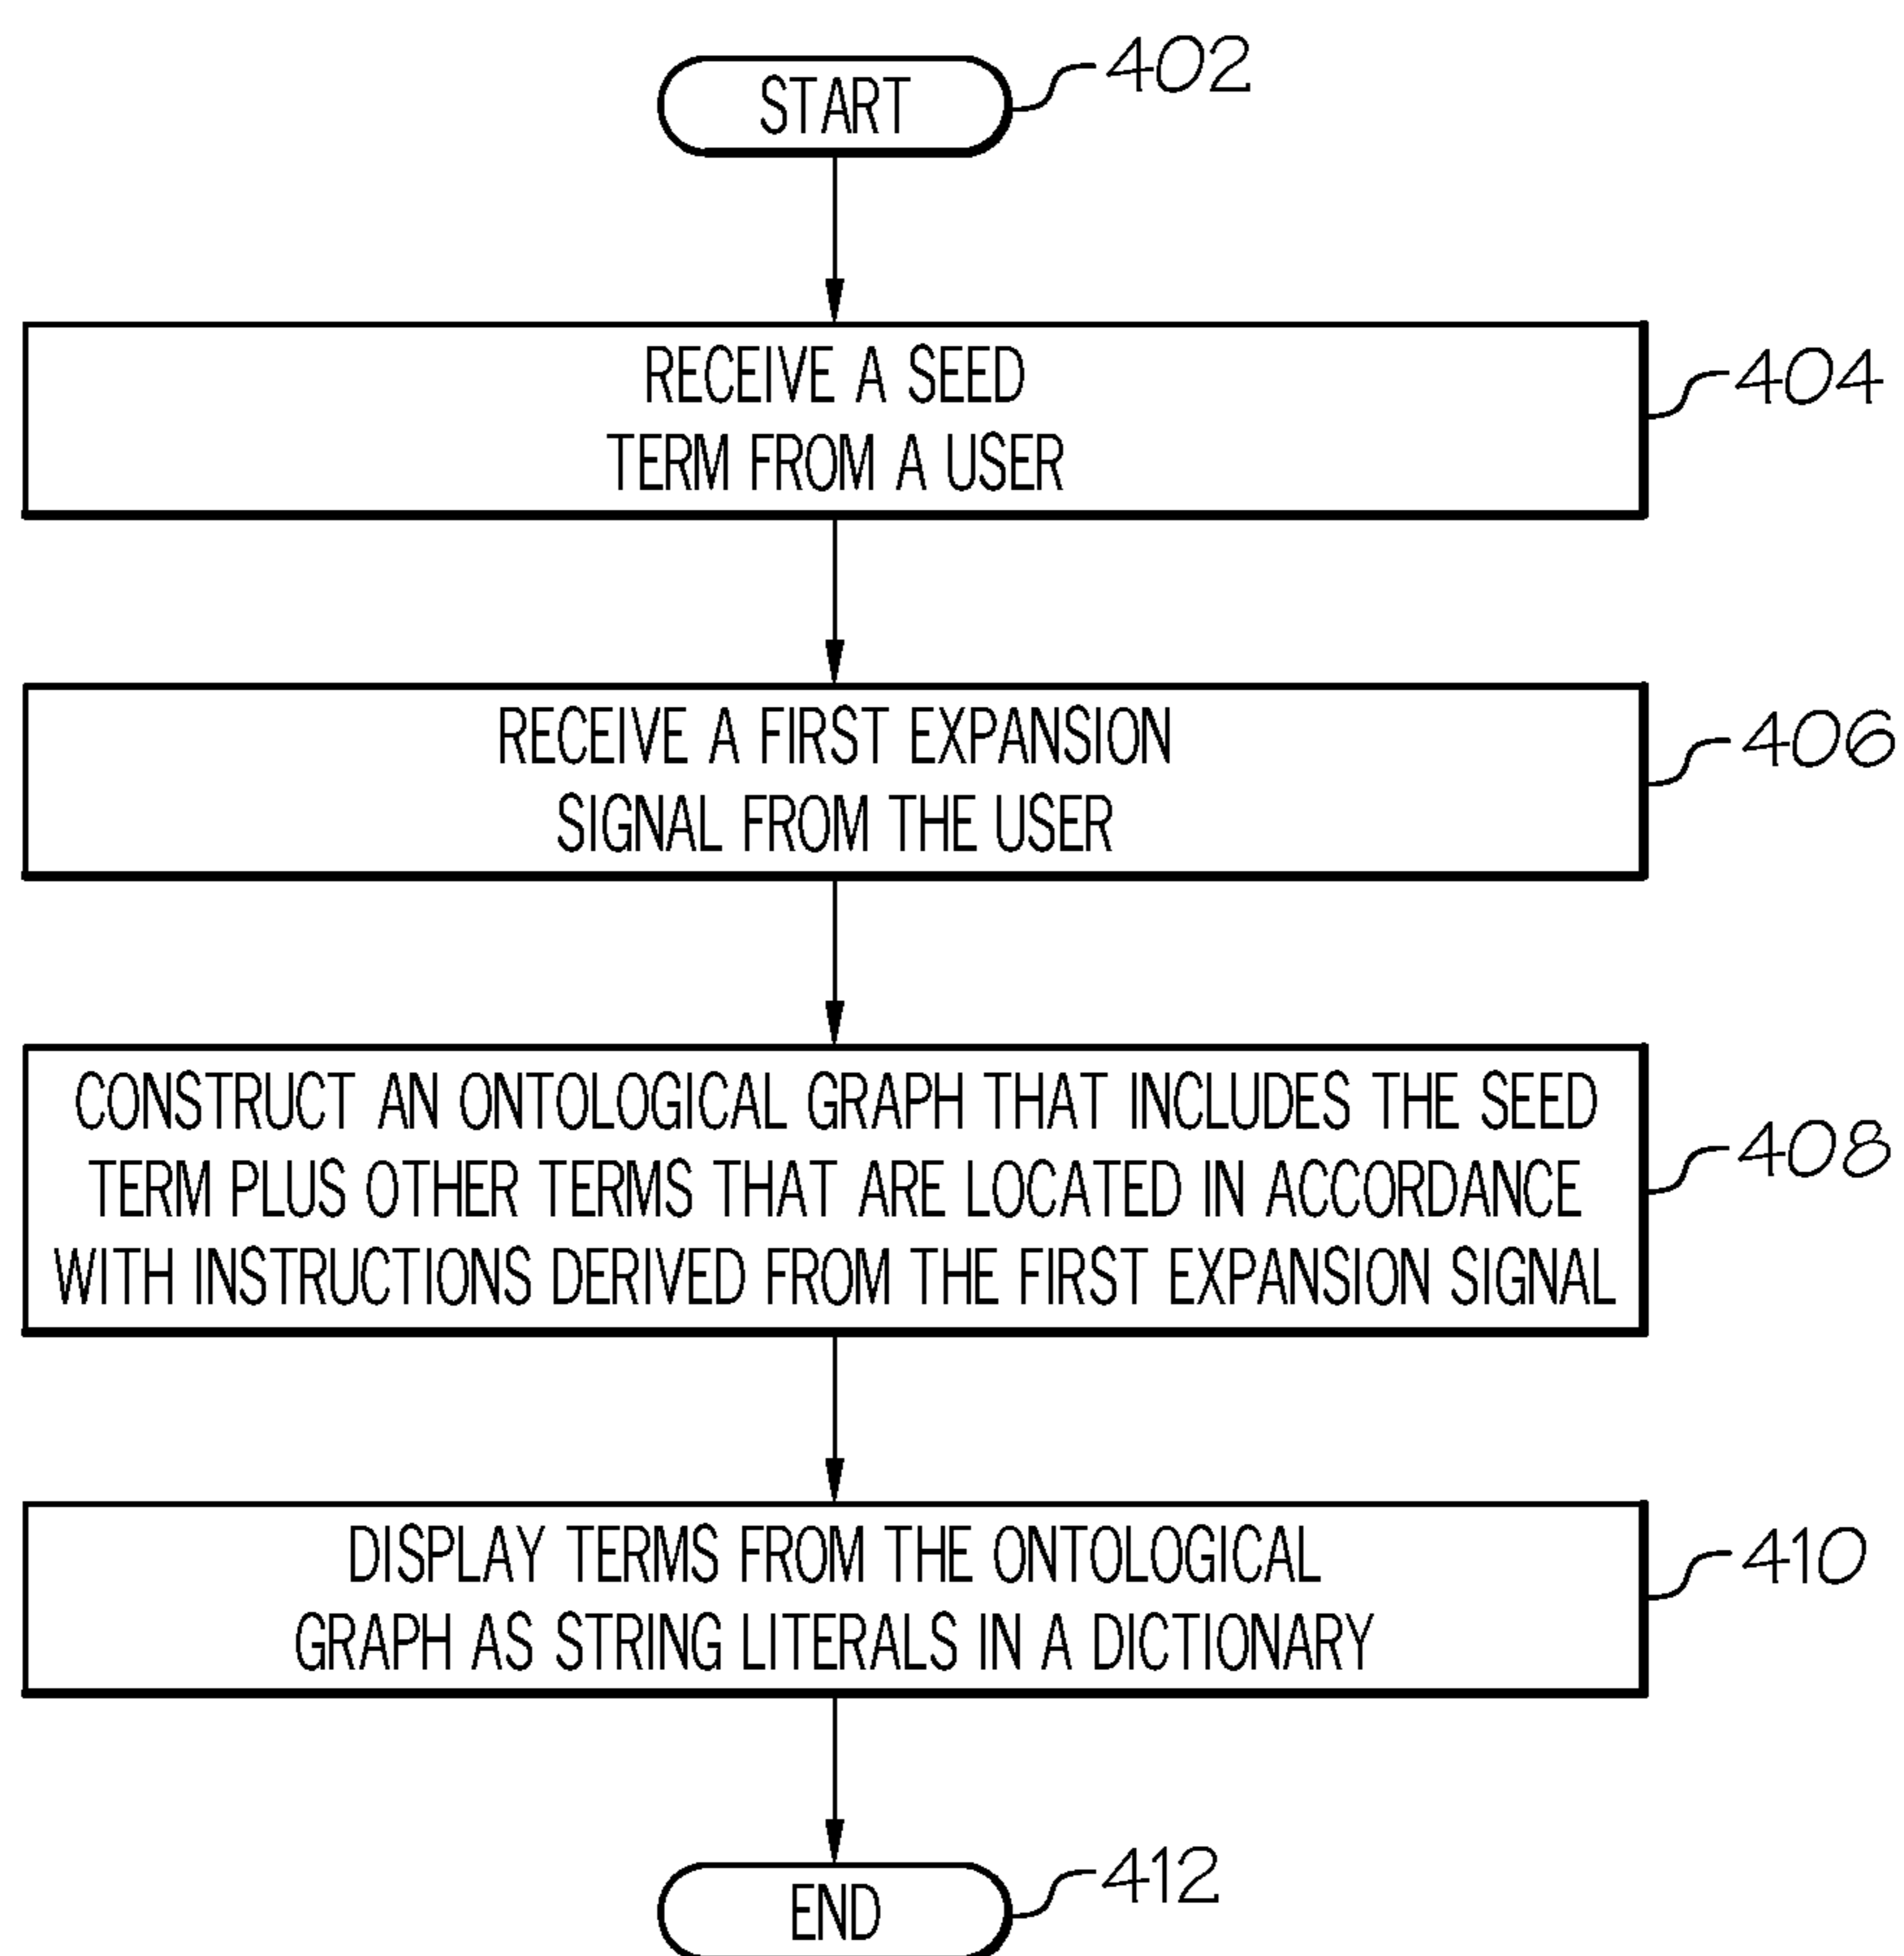 START
402
RECEIVE A SEED
TERM FROM A USER
404
RECEIVE A FIRST EXPANSION
SIGNAL FROM THE USER
406
CONSTRUCT AN ONTOLOGICAL GRAPH THAT INCLUDES THE SEED
TERM PLUS OTHER TERMS THAT ARE LOCATED IN ACCORDANCE
WITH INSTRUCTIONS DERIVED FROM THE FIRST EXPANSION SIGNAL
408
DISPLAY TERMS FROM THE ONTOLOGICAL
GRAPH AS STRING LITERALS IN A DICTIONARY
410
END
412